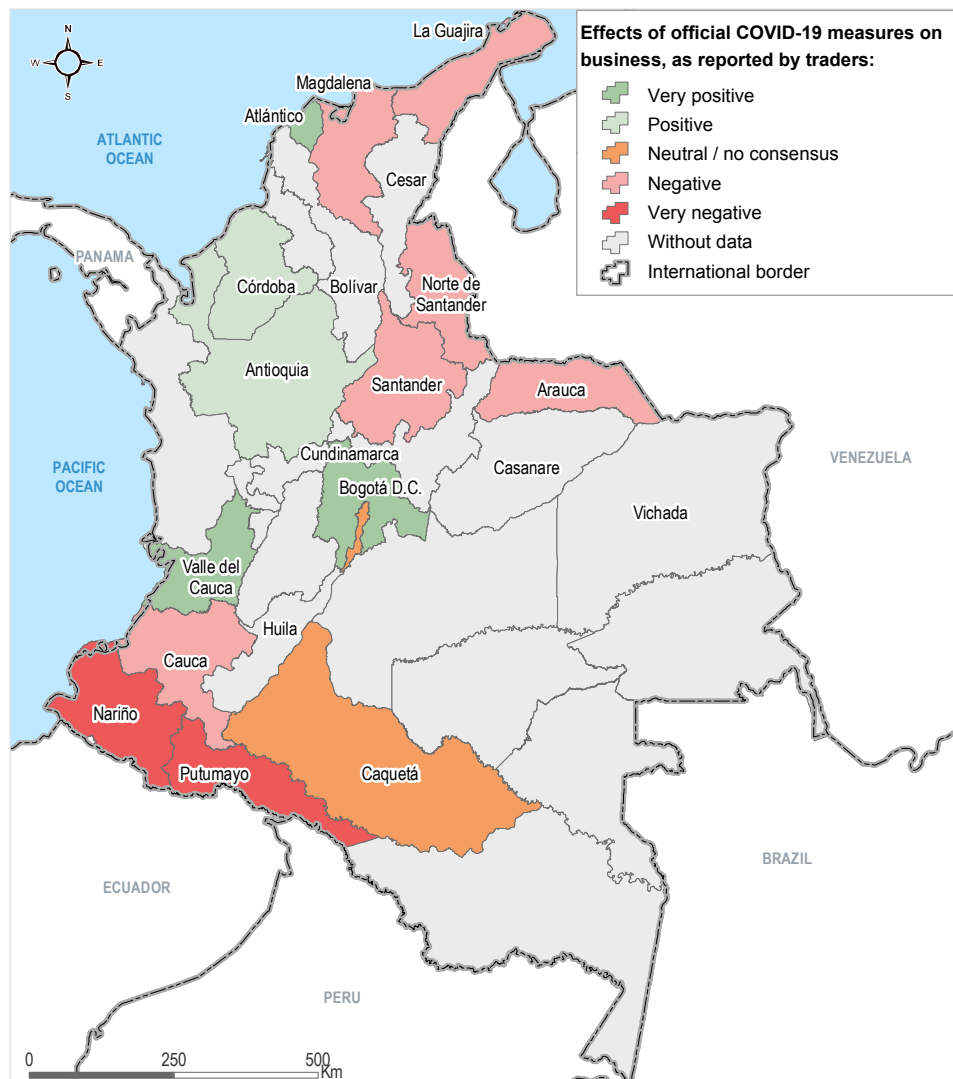 N
W
E
S
La Guajira
Magdalena
Atlántico
ATLANTIC
OCEAN
Cesar
PANAMA
Córdoba
Bolívar
Norte de
Santander
Antioquia
Santander
Arauca
Cundinamarca
Casanare
VENEZUELA
PACIFIC
OCEAN
Bogotá D.C.
Vichada
Valle del
Cauca
Huila
Cauca
Nariño
Putumayo
Caquetá
BRAZIL
ECUADOR
PERU
0
250
500
Km
Effects of official COVID-19 measures on
business, as reported by traders:
Very positive
Positive
Neutral / no consensus
Negative
Very negative
Without data
International border